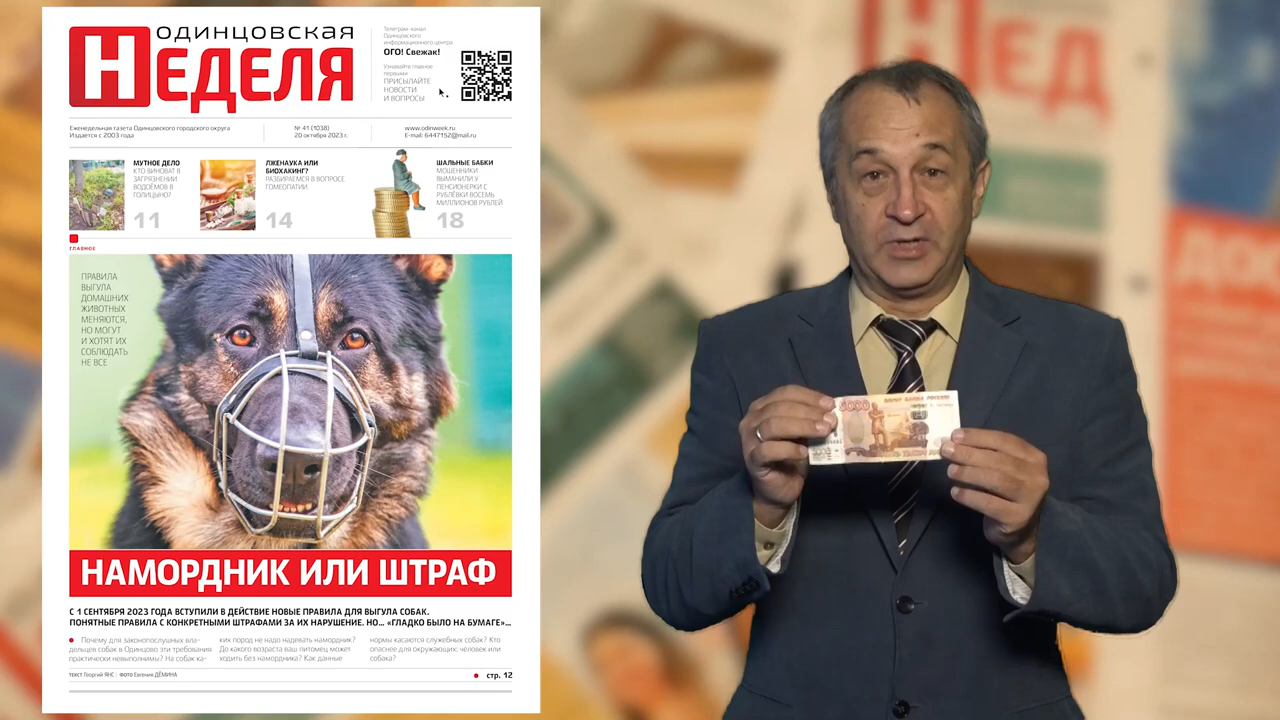 ОДИНЦОВСКАЯ
НЕДЕЛЯ
Телеграм-канал
Одинцовского
информационного центра
ОГО! Свежак!
Узнавайте главное
первыми
ПРИСЫЛАЙТЕ
НОВОСТИ
И ВОПРОСЫ
Еженедельная газета Одинцовского городского округа
Издается с 2003 года
№ 41 (1038)
20 октября 2023 г.
www.odinweek.ru
E-mail: 6447152@mail.ru
МУТНОЕ ДЕЛО
КТО ВИНОВАТ В
ЗАГРЯЗНЕНИИ
ВОДОЁМОВ В
ГОЛИЦЫНО?
11
ЛЖЕНАУКА ИЛИ
БИОХАКИНГ?
РАЗБИРАЕМСЯ В ВОПРОСЕ
ГОМЕОПАТИИ
14
ШАЛЬНЫЕ БАБКИ
МОШЕННИКИ
ВЫМАНИЛИ У
ПЕНСИОНЕРКИ С
РУБЛЁВКИ ВОСЕМЬ
МИЛЛИОНОВ РУБЛЕЙ
18
ГЛАВНОЕ
ПРАВИЛА
ВЫГУЛА
ДОМАШНИХ
ЖИВОТНЫХ
МЕНЯЮТСЯ,
НО МОГУТ
И ХОТЯТ ИХ
СОБЛЮДАТЬ
НЕ ВСЕ
НАМОРДНИК ИЛИ ШТРАФ
С 1 СЕНТЯБРЯ 2023 ГОДА ВСТУПИЛИ В ДЕЙСТВИЕ НОВЫЕ ПРАВИЛА ДЛЯ ВЫГУЛА СОБАК.
ПОНЯТНЫЕ ПРАВИЛА С КОНКРЕТНЫМИ ШТРАФАМИ ЗА ИХ НАРУШЕНИЕ. НО... «ГЛАДКО БЫЛО НА БУМАГЕ»...
Почему для законопослушных вла-
дельцев собак в Одинцово эти требования
практически невыполнимы? На собак ка-
ких пород не надо надевать намордник?
До какого возраста ваш питомец может
ходить без намордника? Как данные
нормы касаются служебных собак? Кто
опаснее для окружающих: человек или
собака?
ТЕКСТ Георгий ЯНС | ФОТО Евгения ДЁМИНА
стр. 12
5000
БИЛЕТ БАНКА РОССИИ
НЕД